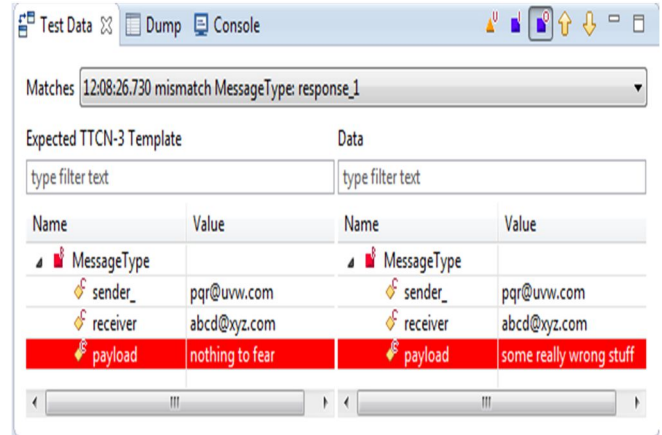 Test Data Dump Console
Matches 12:08:26.730 mismatch MessageType: response_1
Expected TTCN-3 Template Data
type filter text type filter text
Name Value Name Value
MessageType MessageType
sender_ pqr@uvw.com sender_ pqr@uvw.com
receiver abcd@xyz.com receiver abcd@xyz.com
payload nothing to fear payload some really wrong stuff